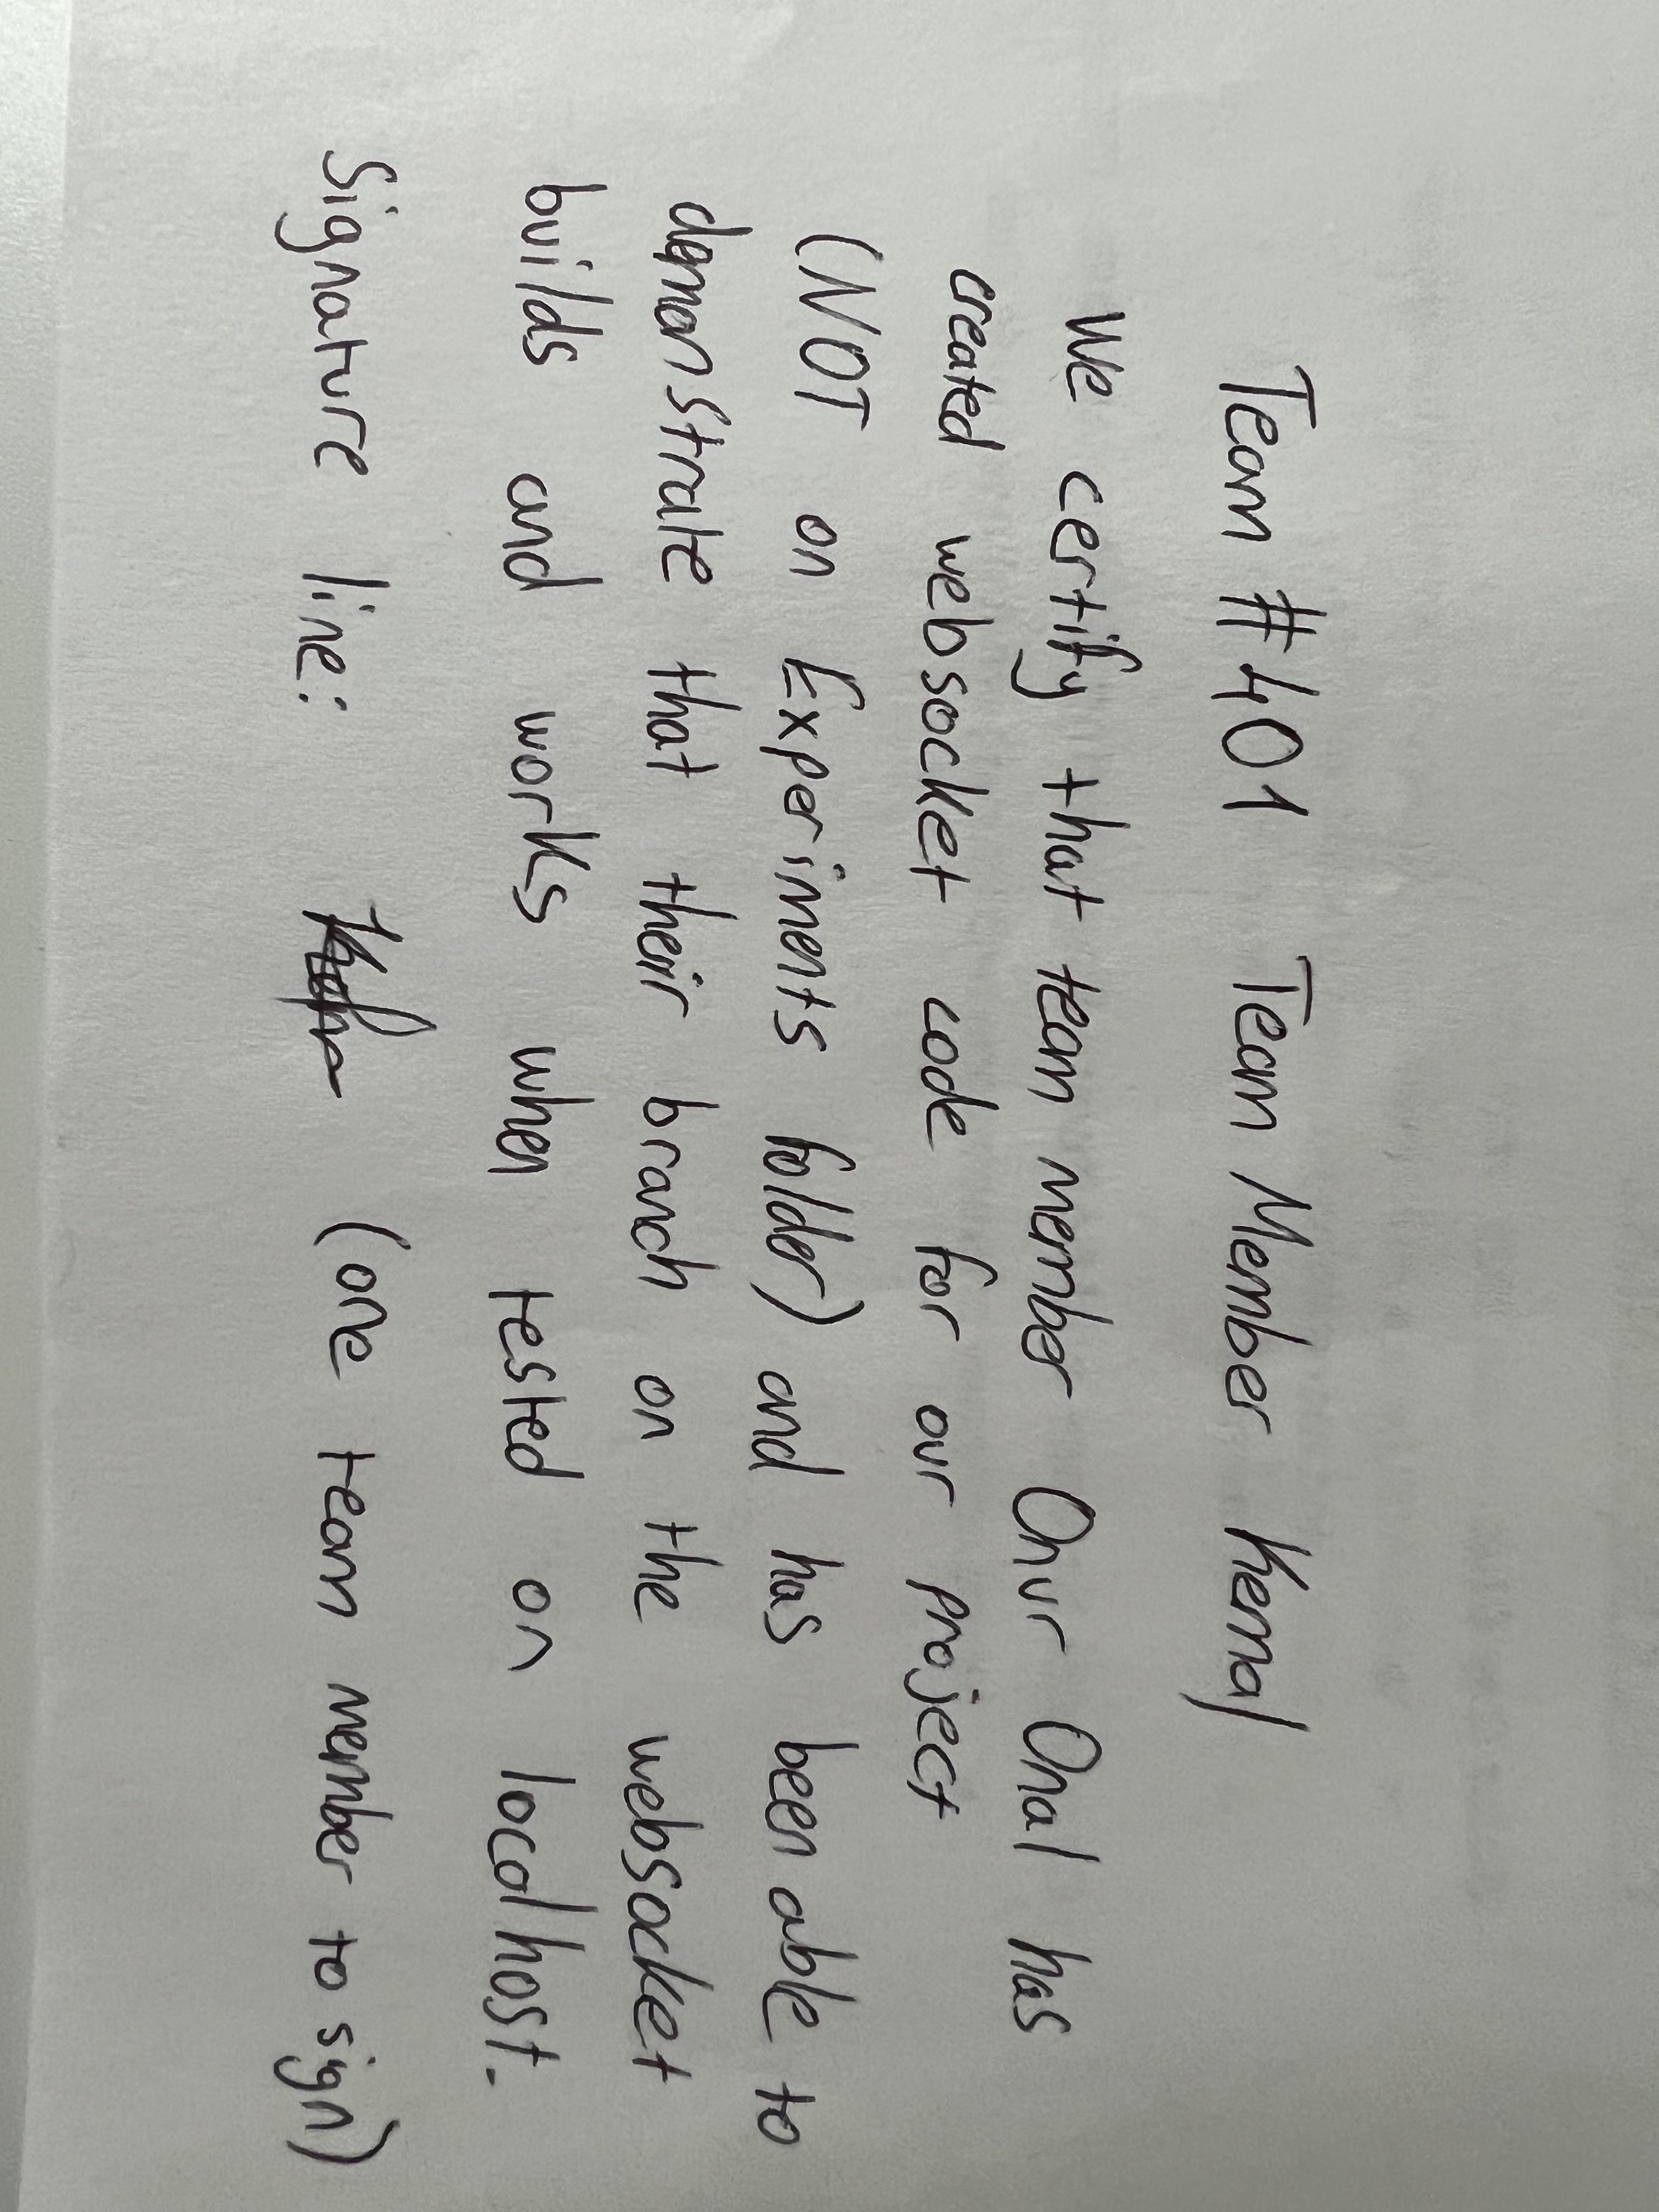 Team #401 Team Member Kemal
We certify that team member Onur Onal has
created websocket code for our project
(NOT on Experiments folder) and has been able to
demonstrate that their branch on the websocket
builds and works when tested on localhost.
Signature line: (one team member to sign)